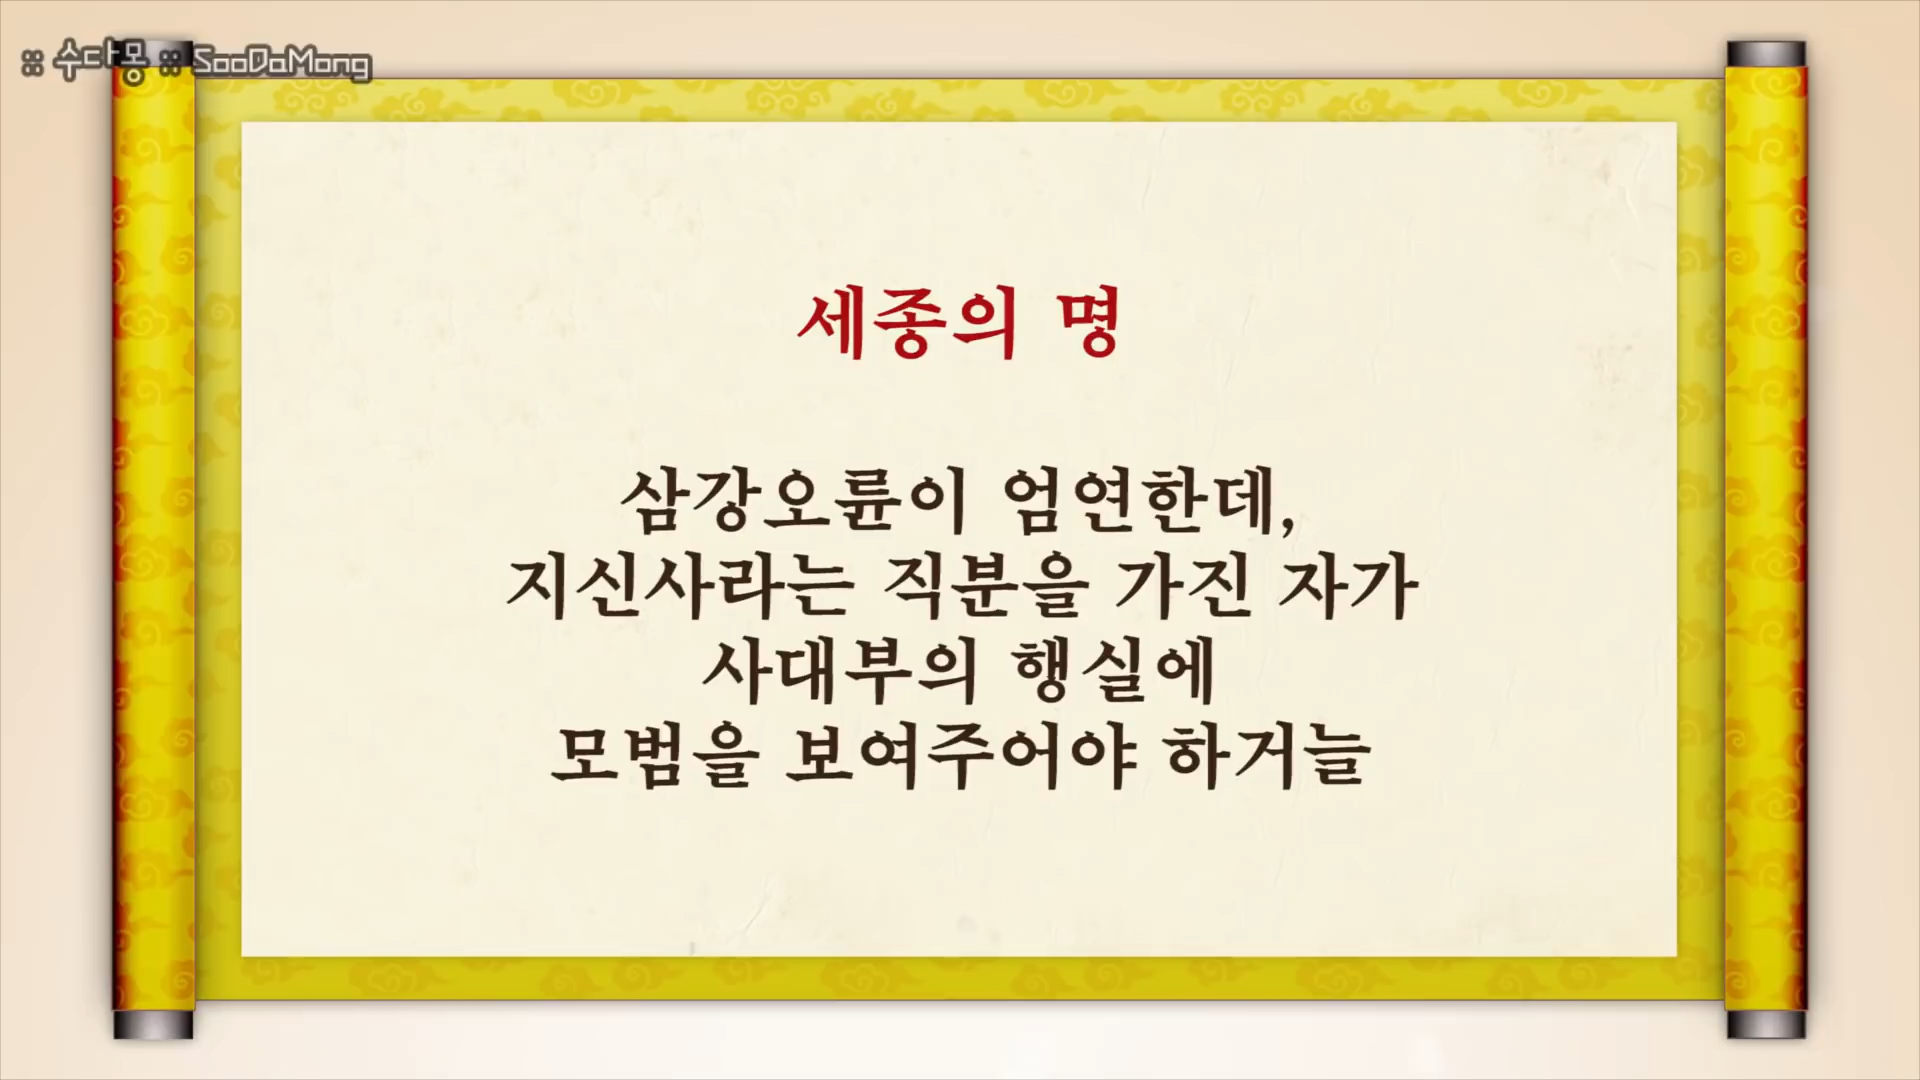 :: 수다몽 :: SooDaMong
세종의 명
삼강오륜이 엄연한데,
지신사라는 직분을 가진 자가
사대부의 행실에
모범을 보여주어야 하거늘